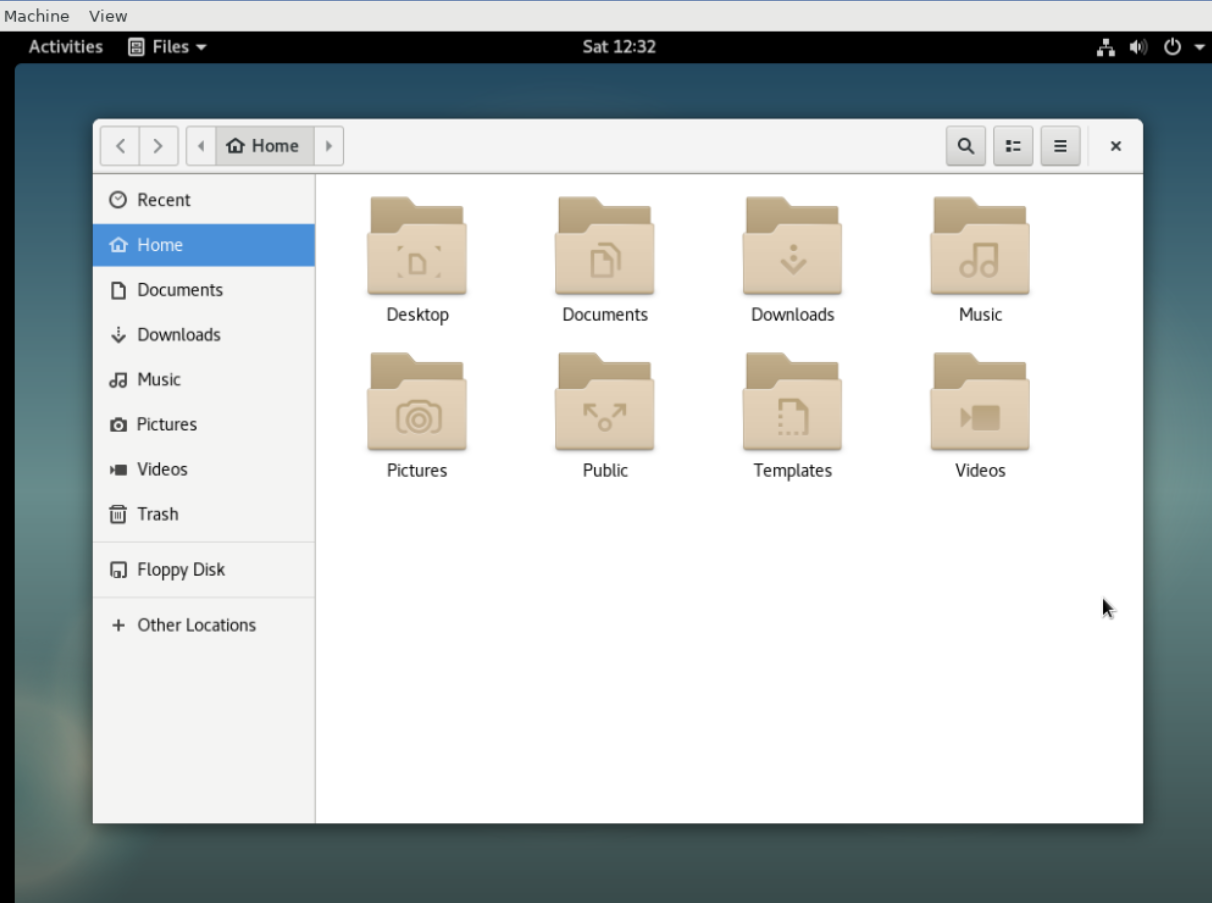 Machine View
Activities Files Sat 12:32
Home
Recent
Home
Documents
Downloads
Music
Pictures
Videos
Trash
Floppy Disk
Other Locations
Desktop Documents Downloads Music
Pictures Public Templates Videos